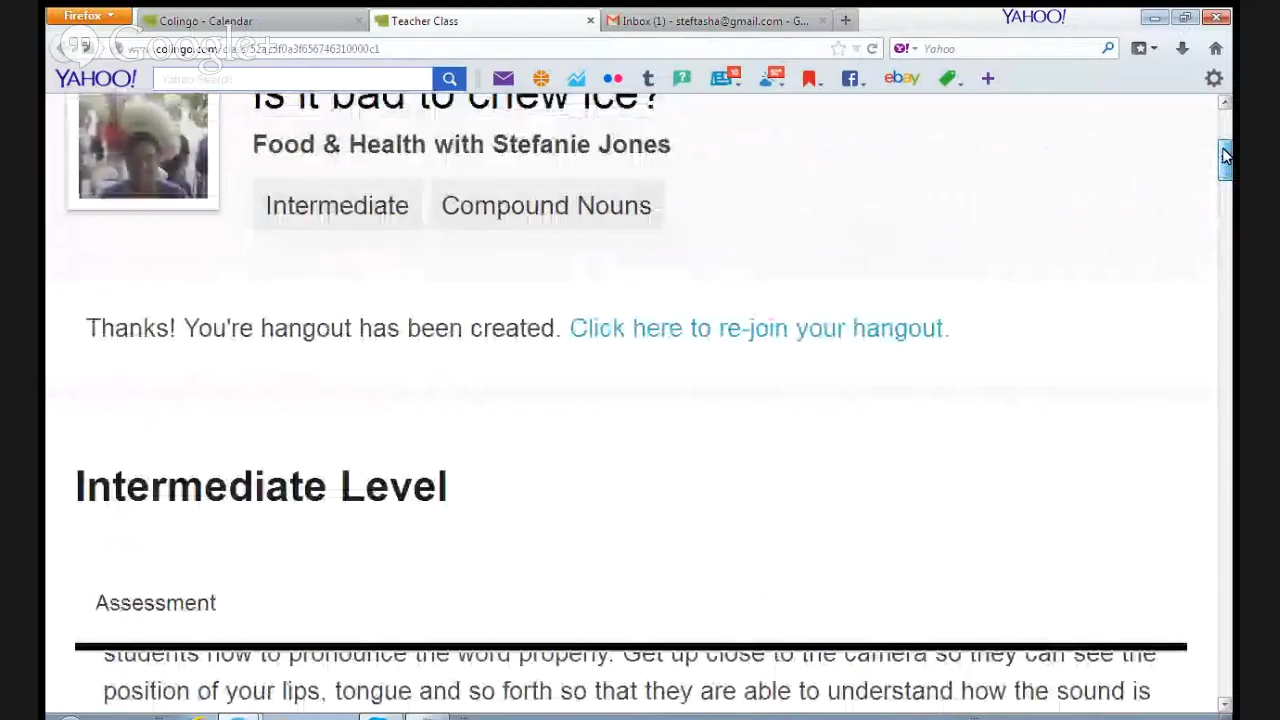 Firefox
Colingo - Calendar
Teacher Class
Inbox (1) - steftasha@gmail.com - G...
YAHOO!
Google+
Yahoo
YAHOO!
Yahoo Search
ebay
Is it bad to chew ice?
Food & Health with Stefanie Jones
Intermediate
Compound Nouns
Thanks! You're hangout has been created. Click here to re-join your hangout.
Intermediate Level
Assessment
students how to pronounce the word properly. Get up close to the camera so they can see the
position of your lips, tongue and so forth so that they are able to understand how the sound is